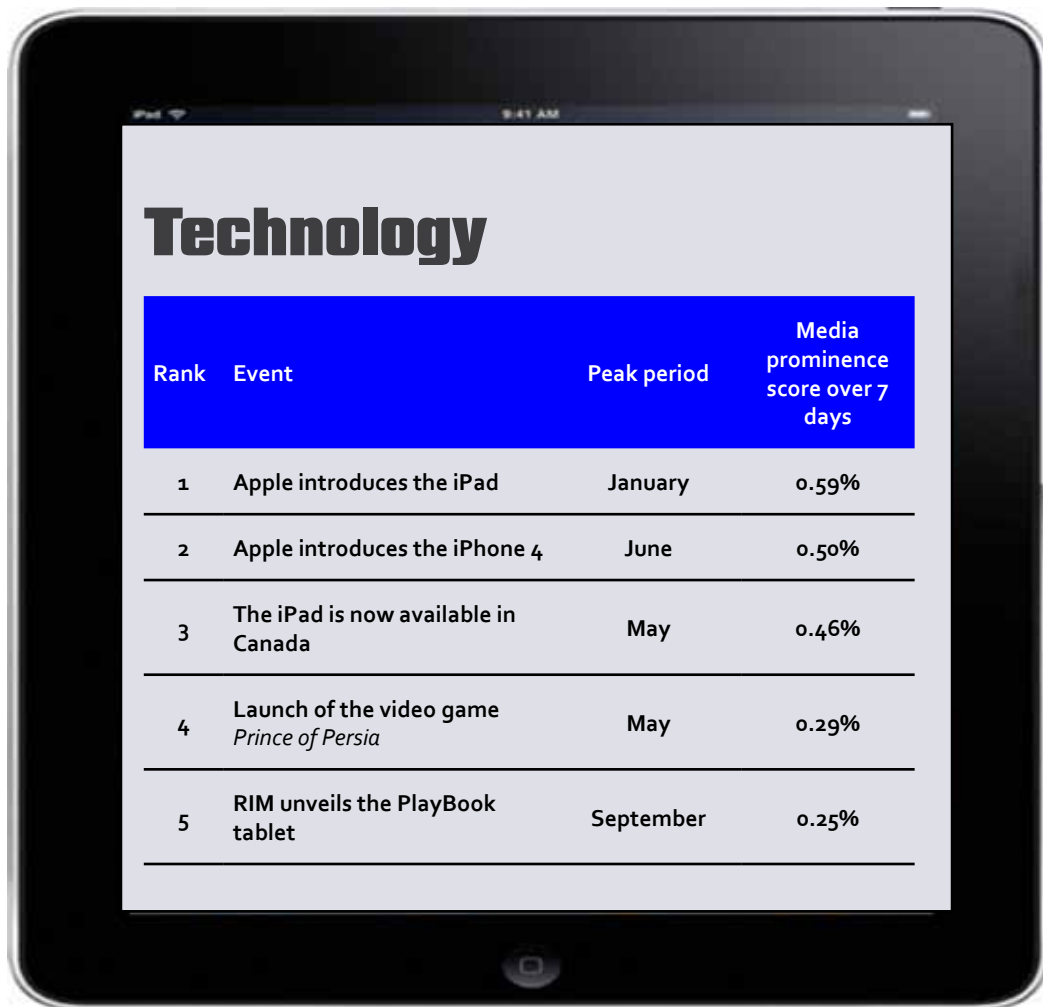 iPad 9:41 AM
Technology
Rank Event Peak period Media prominence score over 7 days
1 Apple introduces the iPad January 0.59%
2 Apple introduces the iPhone 4 June 0.50%
3 The iPad is now available in Canada May 0.46%
4 Launch of the video game Prince of Persia May 0.29%
5 RIM unveils the PlayBook tablet September 0.25%